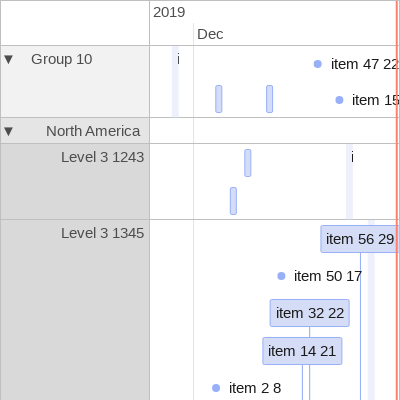 2019
Dec
▼ Group 10
i
item 47 22
item 15
▼ North America
Level 3 1243
i
Level 3 1345
item 56 29
item 50 17
item 32 22
item 14 21
item 2 8